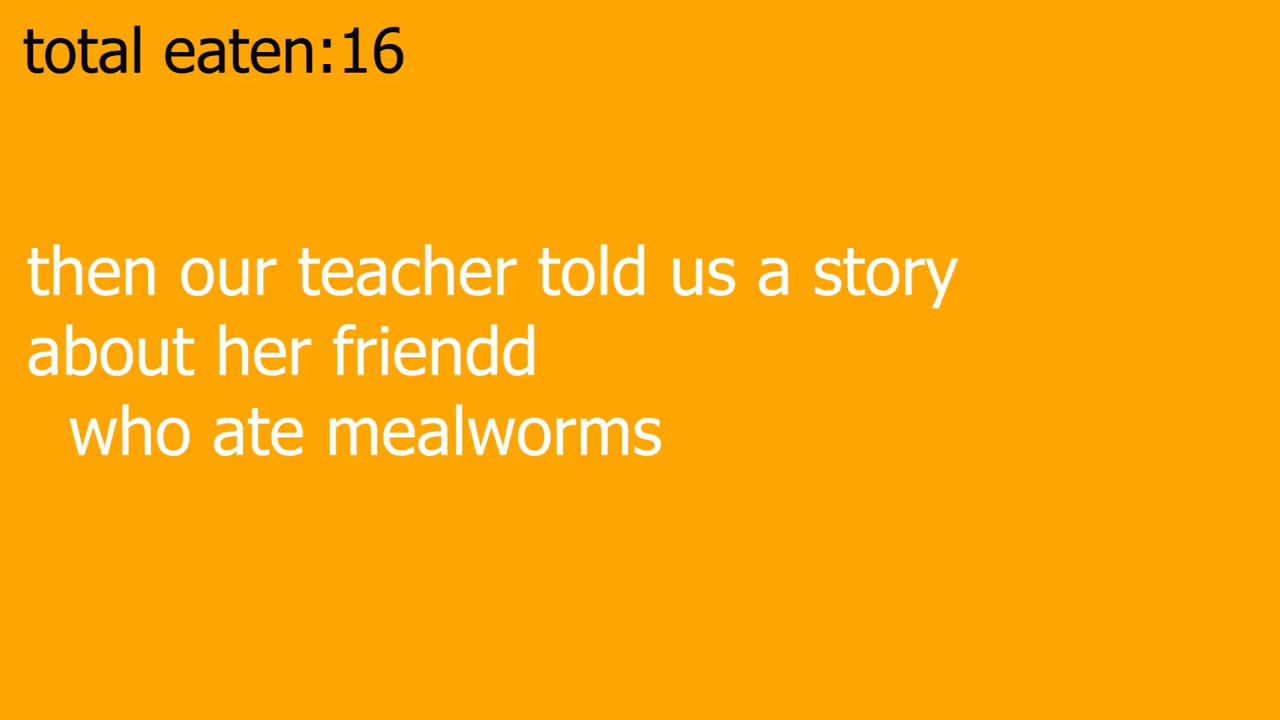 total eaten:16
then our teacher told us a story
about her friendd
who ate mealworms